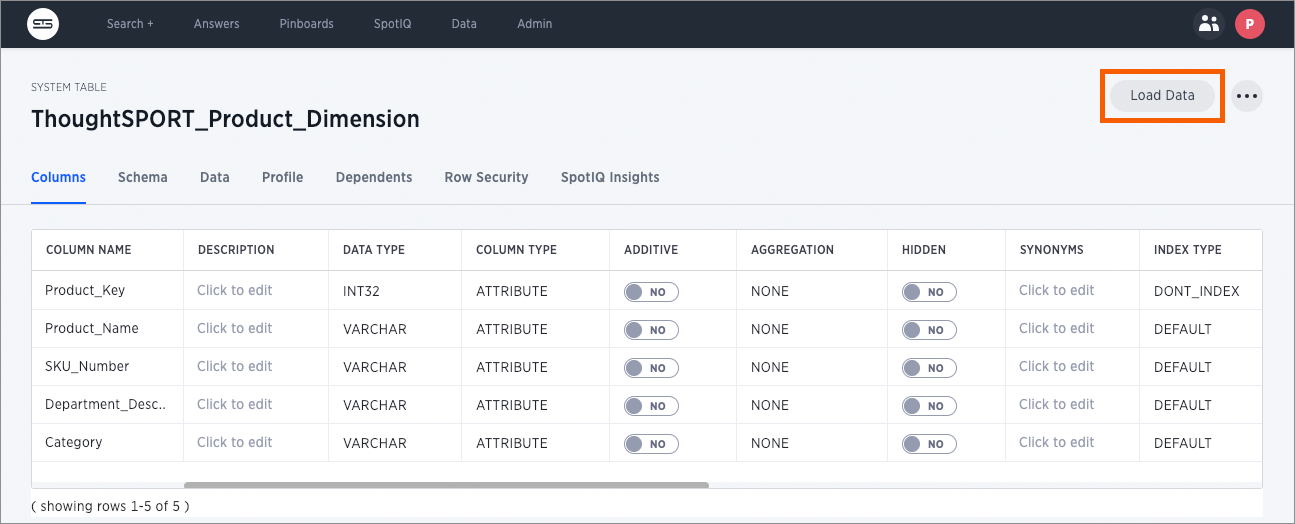 Search + Answers Pinboards SpotIQ Data Admin P
SYSTEM TABLE
ThoughtSPORT_Product_Dimension
Load Data
Columns Schema Data Profile Dependents Row Security SpotIQ Insights
COLUMN NAME DESCRIPTION DATA TYPE COLUMN TYPE ADDITIVE AGGREGATION HIDDEN SYNONYMS INDEX TYPE
Product_Key Click to edit INT32 ATTRIBUTE NO NONE NO Click to edit DONT_INDEX
Product_Name Click to edit VARCHAR ATTRIBUTE NO NONE NO Click to edit DEFAULT
SKU_Number Click to edit VARCHAR ATTRIBUTE NO NONE NO Click to edit DEFAULT
Department_Desc.. Click to edit VARCHAR ATTRIBUTE NO NONE NO Click to edit DEFAULT
Category Click to edit VARCHAR ATTRIBUTE NO NONE NO Click to edit DEFAULT
( showing rows 1-5 of 5 )